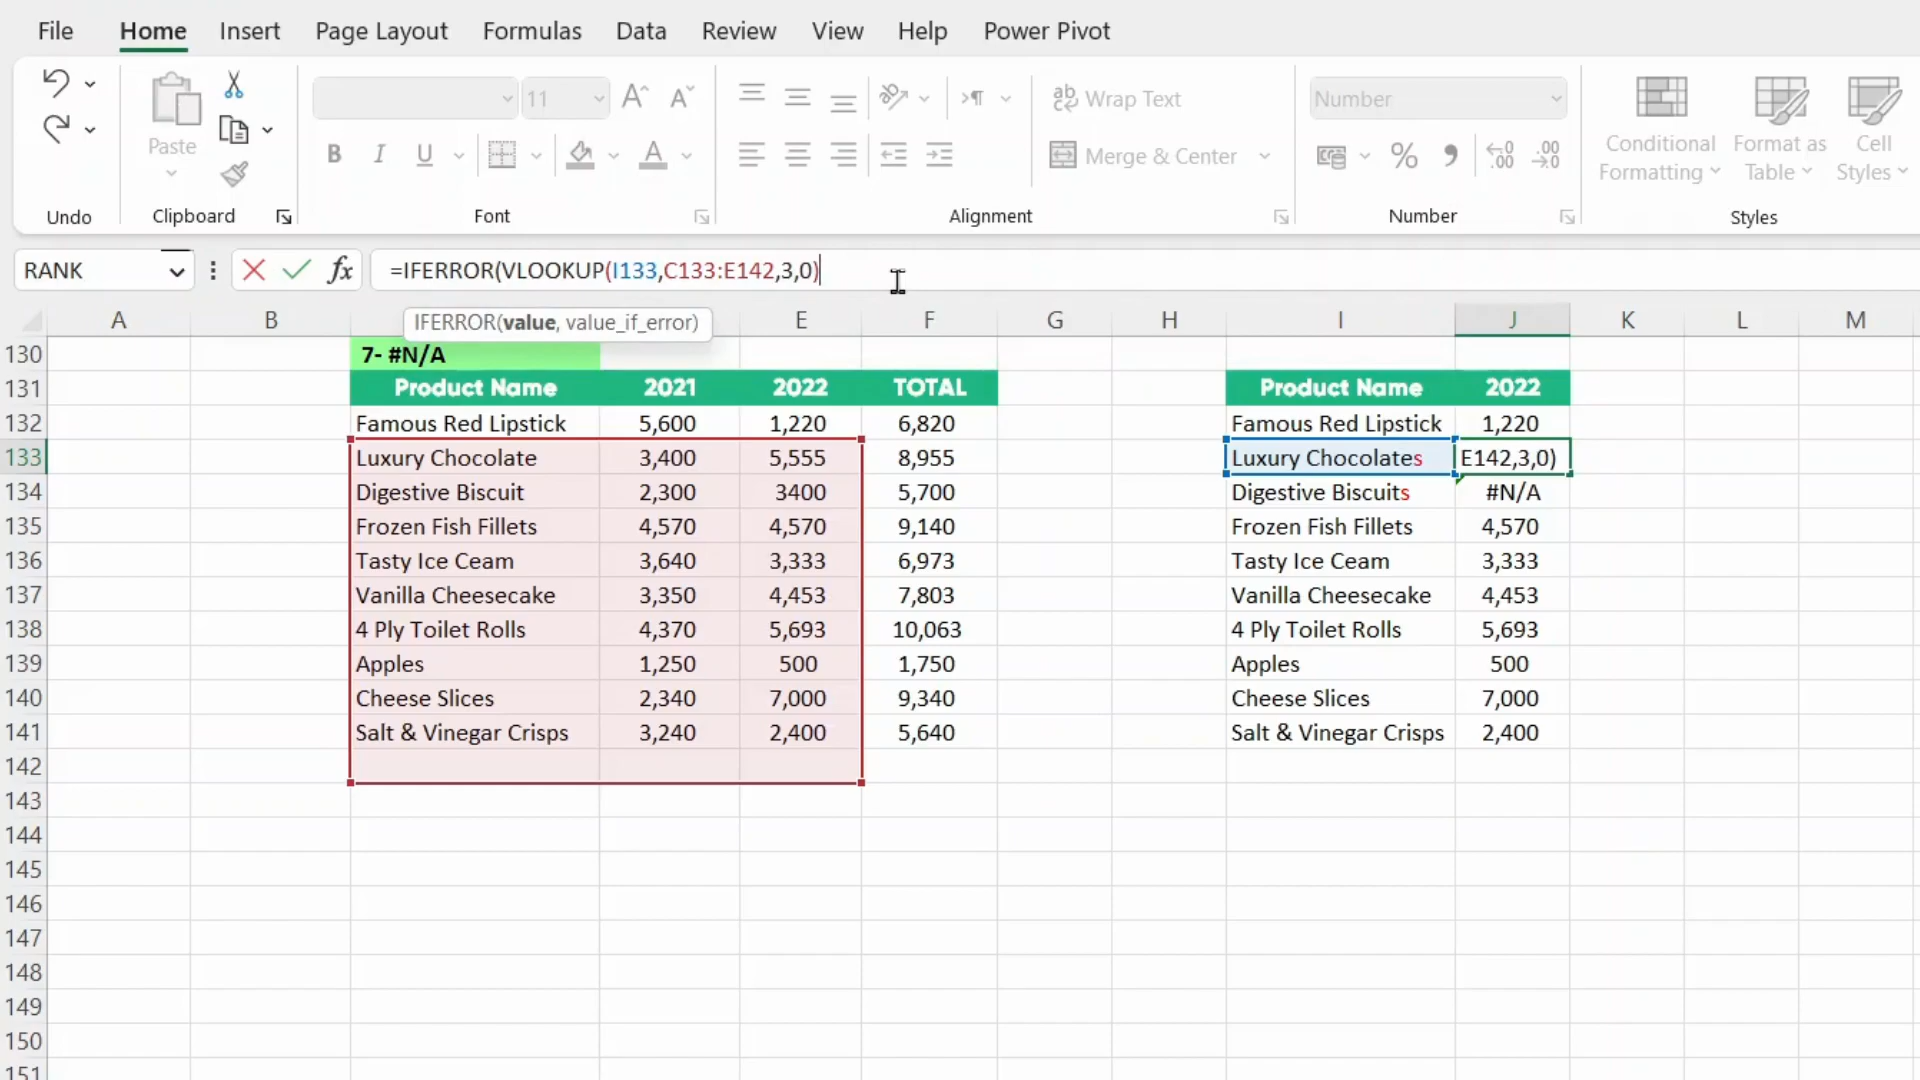 File Home Insert Page Layout Formulas Data Review View Help Power Pivot
11 Wrap Text Number
Paste B I U Merge & Center % Conditional Formatting Format as Table Cell Styles
Undo Clipboard Font Alignment Number Styles
RANK fx =IFERROR(VLOOKUP(I133,C133:E142,3,0)
IFERROR(value, value_if_error)
A B E F G H I J K L M
130 7- #N/A
131 Product Name 2021 2022 TOTAL Product Name 2022
132 Famous Red Lipstick 5,600 1,220 6,820 Famous Red Lipstick 1,220
133 Luxury Chocolate 3,400 5,555 8,955 Luxury Chocolates E142,3,0)
134 Digestive Biscuit 2,300 3400 5,700 Digestive Biscuits #N/A
135 Frozen Fish Fillets 4,570 4,570 9,140 Frozen Fish Fillets 4,570
136 Tasty Ice Ceam 3,640 3,333 6,973 Tasty Ice Ceam 3,333
137 Vanilla Cheesecake 3,350 4,453 7,803 Vanilla Cheesecake 4,453
138 4 Ply Toilet Rolls 4,370 5,693 10,063 4 Ply Toilet Rolls 5,693
139 Apples 1,250 500 1,750 Apples 500
140 Cheese Slices 2,340 7,000 9,340 Cheese Slices 7,000
141 Salt & Vinegar Crisps 3,240 2,400 5,640 Salt & Vinegar Crisps 2,400
142
143
144
145
146
147
148
149
150
151